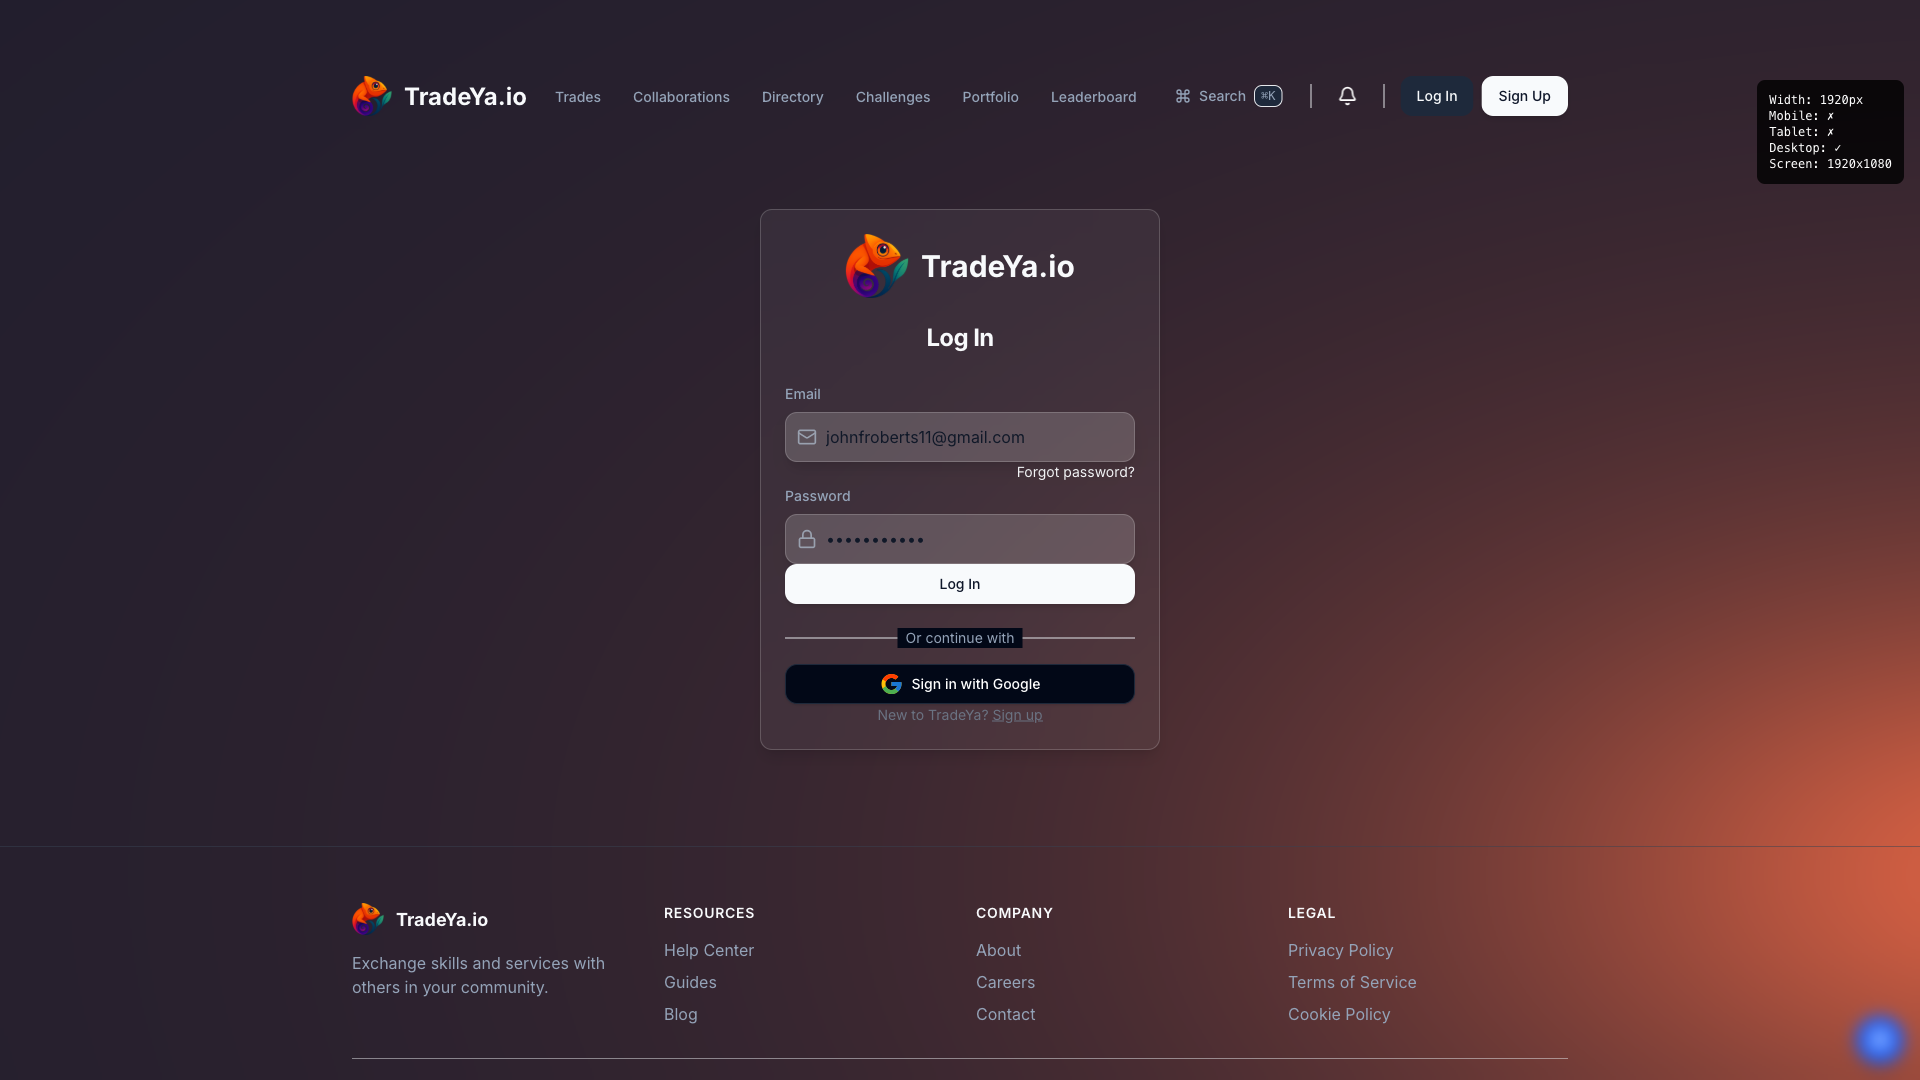 TradeYa.io Trades Collaborations Directory Challenges Portfolio Leaderboard ⌘ Search ⌘K Log In Sign Up
Width: 1920px
Mobile: ✗
Tablet: ✗
Desktop: ✓
Screen: 1920x1080
TradeYa.io
Log In
Email
johnfroberts11@gmail.com
Forgot password?
Password
•••••••••••
Log In
Or continue with
Sign in with Google
New to TradeYa? Sign up
TradeYa.io
Exchange skills and services with
others in your community.
RESOURCES
Help Center
Guides
Blog
COMPANY
About
Careers
Contact
LEGAL
Privacy Policy
Terms of Service
Cookie Policy